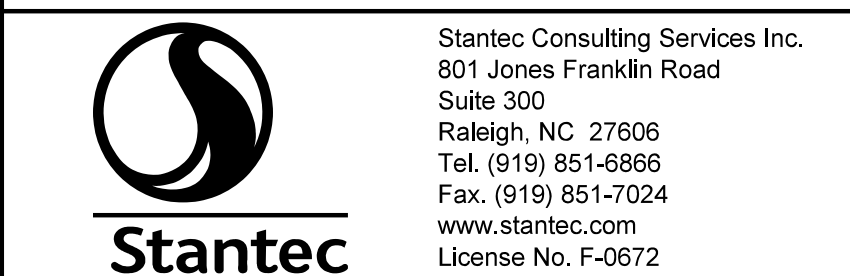 Stantec
Stantec Consulting Services Inc.
801 Jones Franklin Road
Suite 300
Raleigh, NC  27606
Tel. (919) 851-6866
Fax. (919) 851-7024
www.stantec.com
License No. F-0672